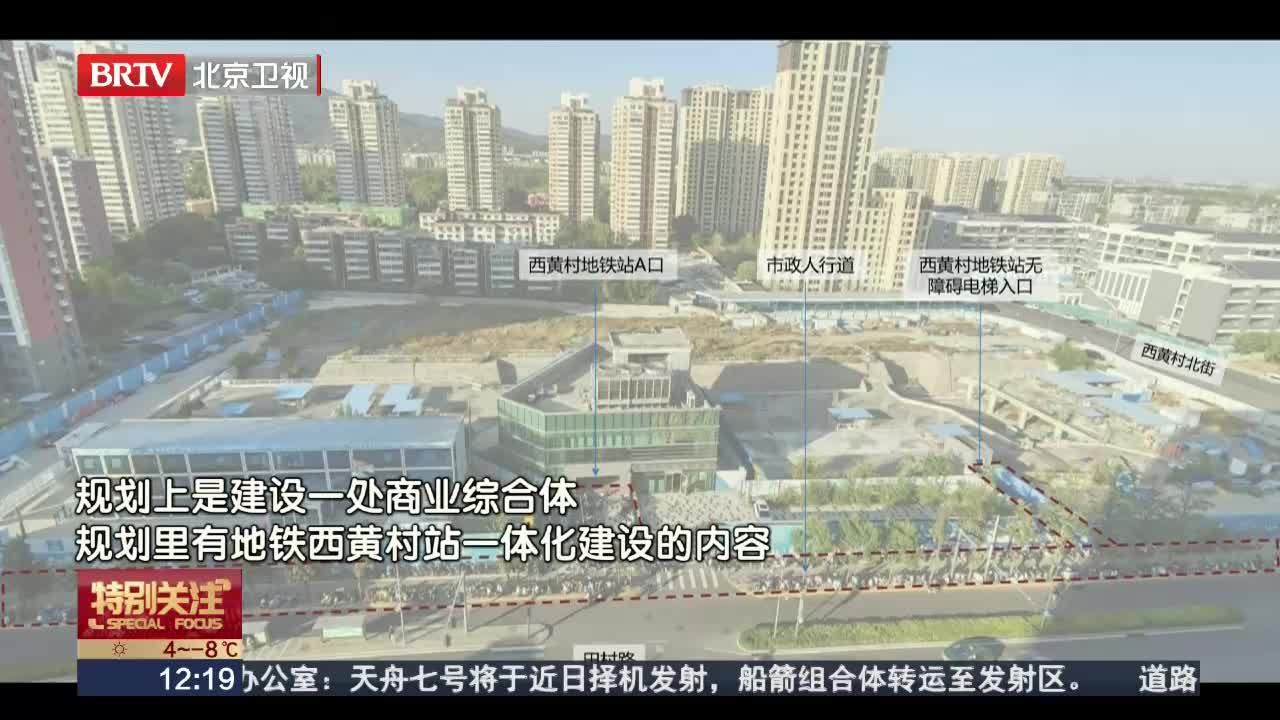 BRTV 北京卫视
西黄村地铁站A口
市政人行道
西黄村地铁站无
障碍电梯入口
西黄村北街
规划上是建设一处商业综合体
规划里有地铁西黄村站一体化建设的内容
特别关注
SPECIAL FOCUS
4~-8℃
田村路
12:19 办公室：天舟七号将于近日择机发射，船箭组合体转运至发射区。 道路